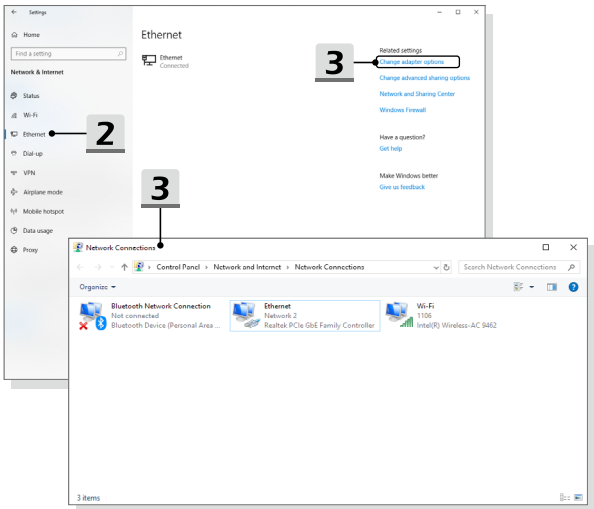 Settings
Home
Find a setting
Network & Internet
Status
Wi-Fi
Ethernet
Dial-up
VPN
Airplane mode
Mobile hotspot
Data usage
Proxy
2
Ethernet
Ethernet
Connected
3
Related settings
Change adapter options
Change advanced sharing options
Network and Sharing Center
Windows Firewall
Have a question?
Get help
Make Windows better
Give us feedback
3
Network Connections
Control Panel › Network and Internet › Network Connections
Search Network Connections
Organize
Bluetooth Network Connection
Not connected
Bluetooth Device (Personal Area ...
Ethernet
Network 2
Realtek PCIe GbE Family Controller
Wi-Fi
1106
Intel(R) Wireless-AC 9462
3 items